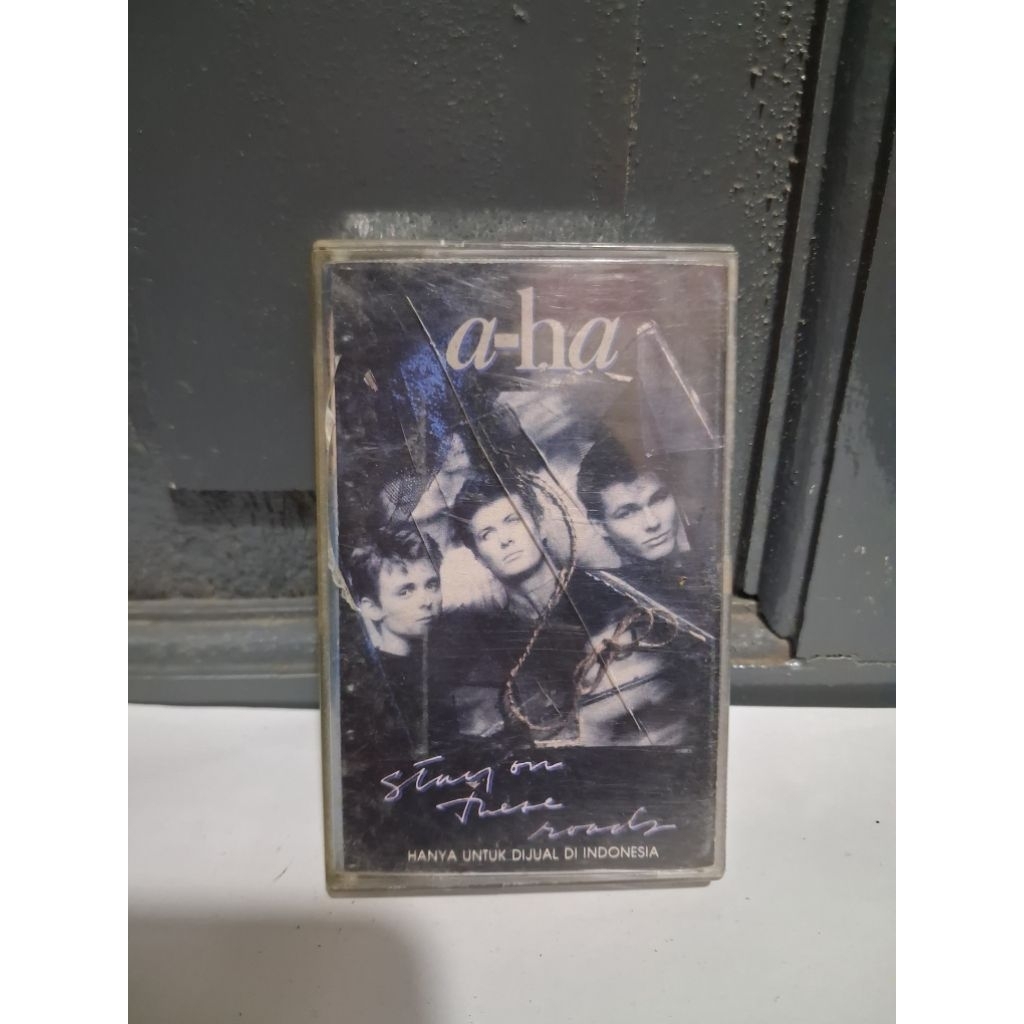 a-ha
stay on
these
roads
HANYA UNTUK DIJUAL DI INDONESIA